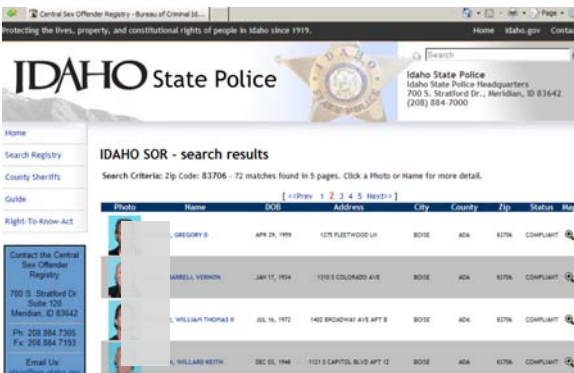 Central Sex Offender Registry - Bureau of Criminal Id...
Page
Protecting the lives, property, and constitutional rights of people in Idaho since 1919.
Home Idaho.gov Contac
Search
IDAHO State Police
Idaho State Police
Idaho State Police Headquarters
700 S. Stratford Dr., Meridian, ID 83642
(208) 884-7000
Home
Search Registry
County Sheriffs
Guide
Right-To-Know-Act
IDAHO SOR - search results
Search Criteria: Zip Code: 83706 - 72 matches found in 5 pages. Click a Photo or Name for more detail.
[ <<Prev 1 2 3 4 5 Next>> ]
Photo Name DOB Address City County Zip Status Map
, GREGORY D APR 29, 1959 1275 FLEETWOOD LN BOISE ADA 83706 COMPLIANT
ARRELL VERNON JAN 17, 1934 1310 S COLORADO AVE BOISE ADA 83706 COMPLIANT
, WILLIAM THOMAS II JUL 16, 1972 1402 BROADWAY AVE APT 8 BOISE ADA 83706 COMPLIANT
, WILLARD KEITH DEC 03, 1948 1121 S CAPITOL BLVD APT 12 BOISE ADA 83706 COMPLIANT
Contact the Central
Sex Offender
Registry
700 S. Stratford Dr.
Suite 120
Meridian, ID 83642
Ph: 208.884.7305
Fx: 208.884.7193
Email Us: